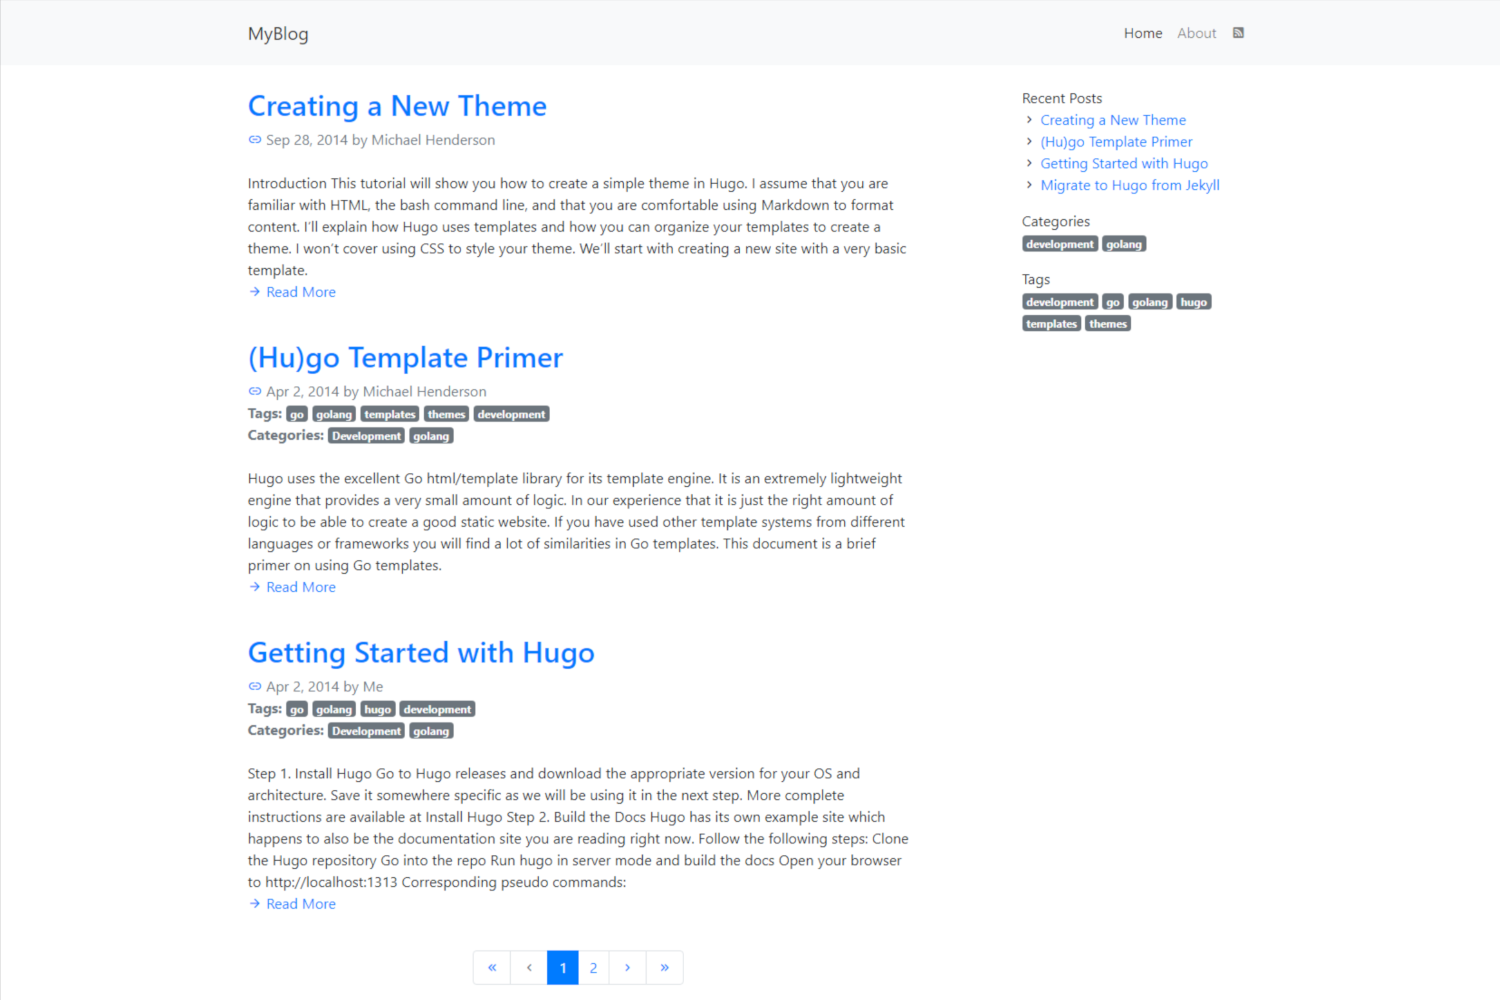 MyBlog
Home About
Creating a New Theme
Sep 28, 2014 by Michael Henderson
Introduction This tutorial will show you how to create a simple theme in Hugo. I assume that you are
familiar with HTML, the bash command line, and that you are comfortable using Markdown to format
content. I'll explain how Hugo uses templates and how you can organize your templates to create a
theme. I won't cover using CSS to style your theme. We'll start with creating a new site with a very basic
template.
→ Read More
(Hu)go Template Primer
Apr 2, 2014 by Michael Henderson
Tags: go golang templates themes development
Categories: Development golang
Hugo uses the excellent Go html/template library for its template engine. It is an extremely lightweight
engine that provides a very small amount of logic. In our experience that it is just the right amount of
logic to be able to create a good static website. If you have used other template systems from different
languages or frameworks you will find a lot of similarities in Go templates. This document is a brief
primer on using Go templates.
→ Read More
Getting Started with Hugo
Apr 2, 2014 by Me
Tags: go golang hugo development
Categories: Development golang
Step 1. Install Hugo Go to Hugo releases and download the appropriate version for your OS and
architecture. Save it somewhere specific as we will be using it in the next step. More complete
instructions are available at Install Hugo Step 2. Build the Docs Hugo has its own example site which
happens to also be the documentation site you are reading right now. Follow the following steps: Clone
the Hugo repository Go into the repo Run hugo in server mode and build the docs Open your browser
to http://localhost:1313 Corresponding pseudo commands:
→ Read More
« ‹ 1 2 › »
Recent Posts
› Creating a New Theme
› (Hu)go Template Primer
› Getting Started with Hugo
› Migrate to Hugo from Jekyll
Categories
development golang
Tags
development go golang hugo
templates themes